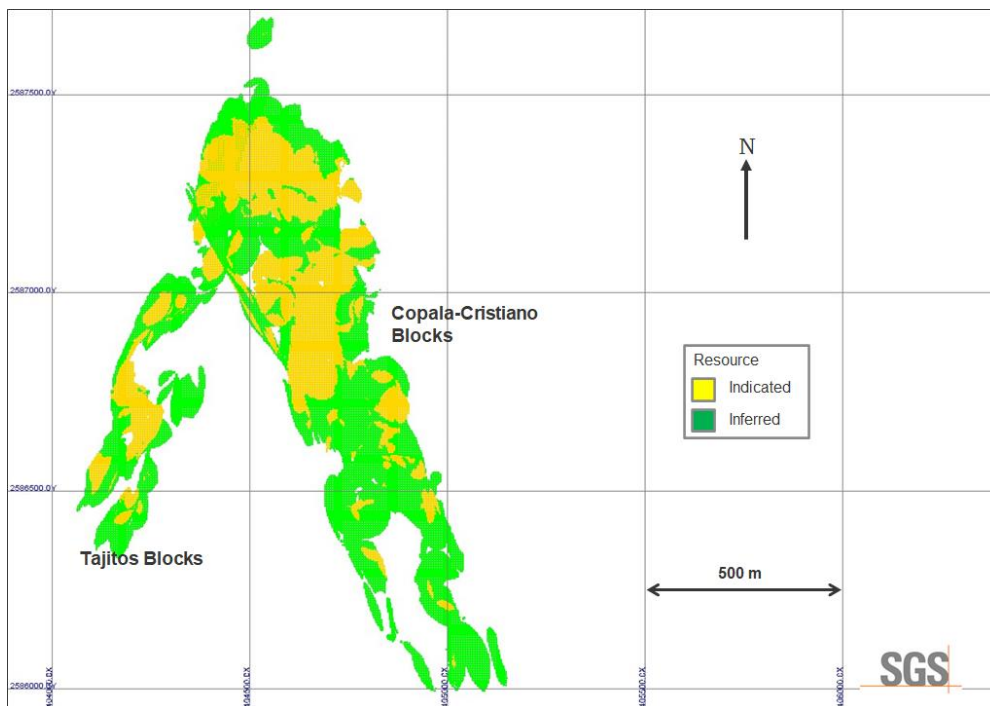 2587500.0Y
N
2587000.0Y
Copala-Cristiano
Blocks
Resource
Indicated
Inferred
2586500.0Y
Tajitos Blocks
500 m
SGS
2586000.0Y